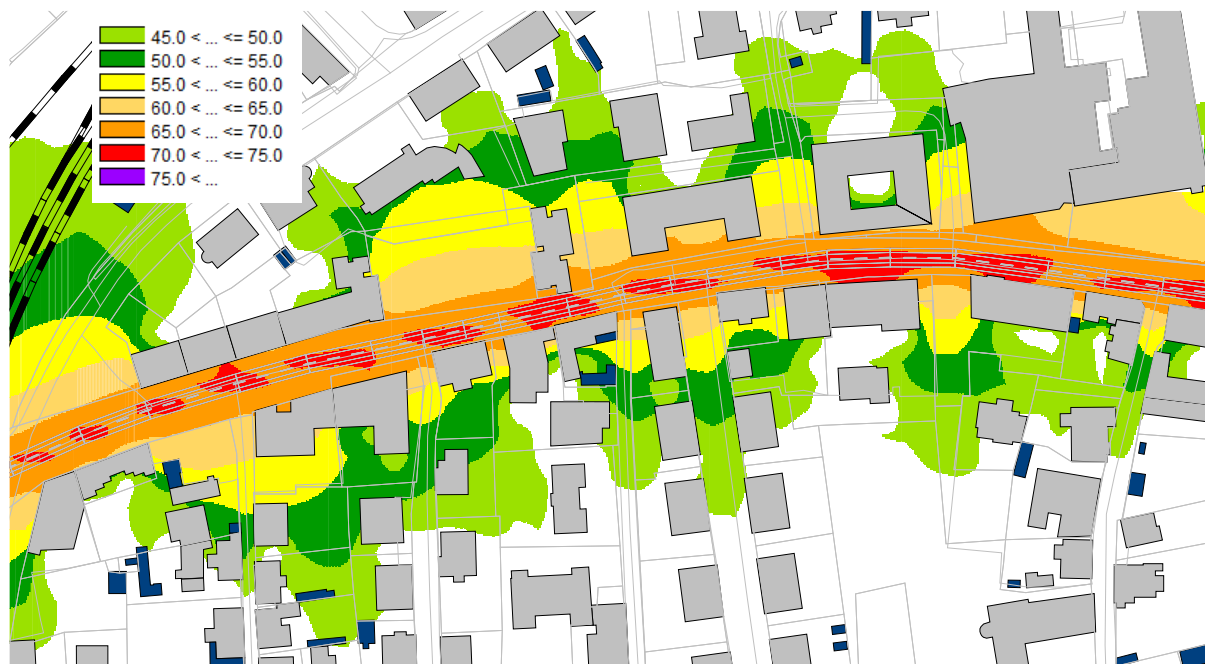 45.0 < ... <= 50.0
50.0 < ... <= 55.0
55.0 < ... <= 60.0
60.0 < ... <= 65.0
65.0 < ... <= 70.0
70.0 < ... <= 75.0
75.0 < ...